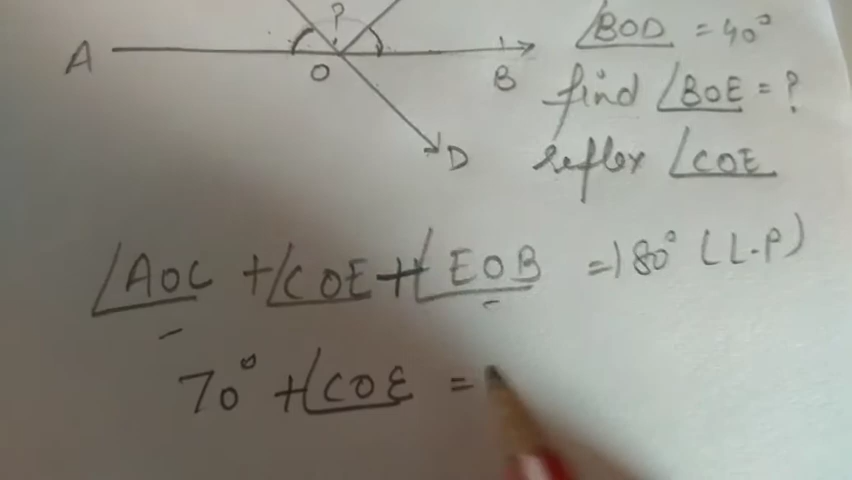 ?
A O B
D
∠BOD = 40°
find ∠BOE = ?
reflex ∠COE
∠AOC + ∠COE + ∠EOB = 180° (L.P)
70° + ∠COE =